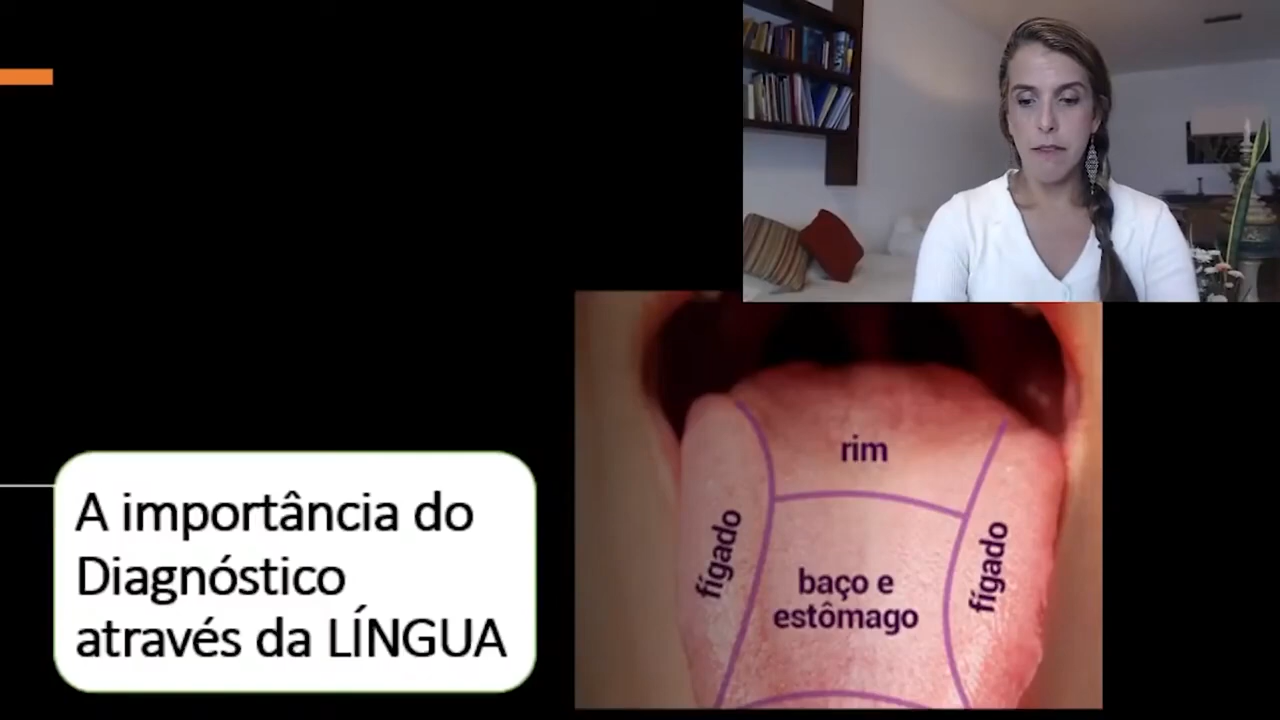 A importância do
Diagnóstico
através da LÍNGUA
rim
fígado
baço e
estômago
fígado